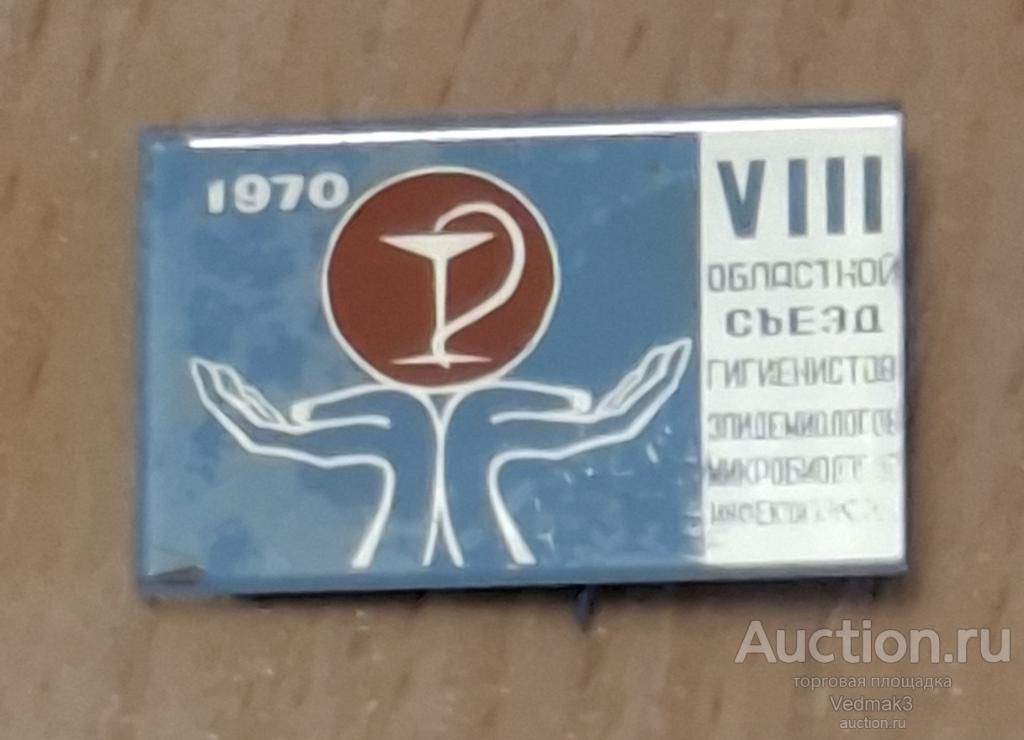 1970
VIII
ОБЛАСТНОЙ
СЪЕЗД
ГИГИЕНИСТОВ
ЭПИДЕМИОЛОГОВ
Auction.ru
торговая площадка
Vedmak3
auction.ru